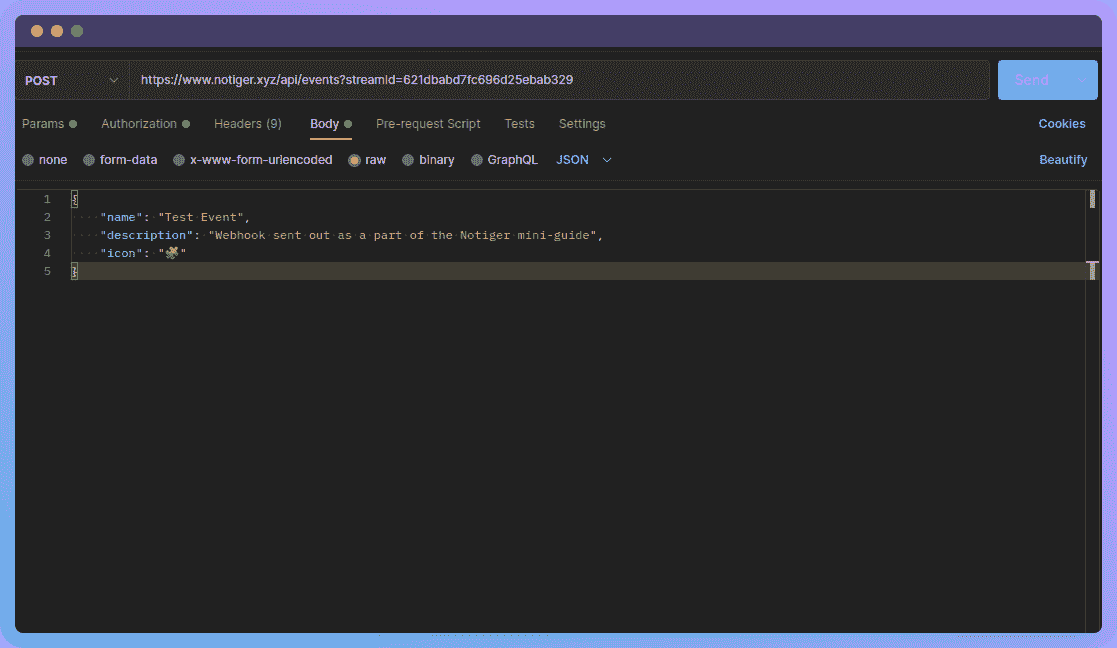 POST https://www.notiger.xyz/api/events?streamId=621dbabd7fc696d25ebab329 Send
Params Authorization Headers (9) Body Pre-request Script Tests Settings Cookies
none form-data x-www-form-urlencoded raw binary GraphQL JSON Beautify
1 {
2 "name": "Test Event",
3 "description": "Webhook sent out as a part of the Notiger mini-guide",
4 "icon": ""
5 }